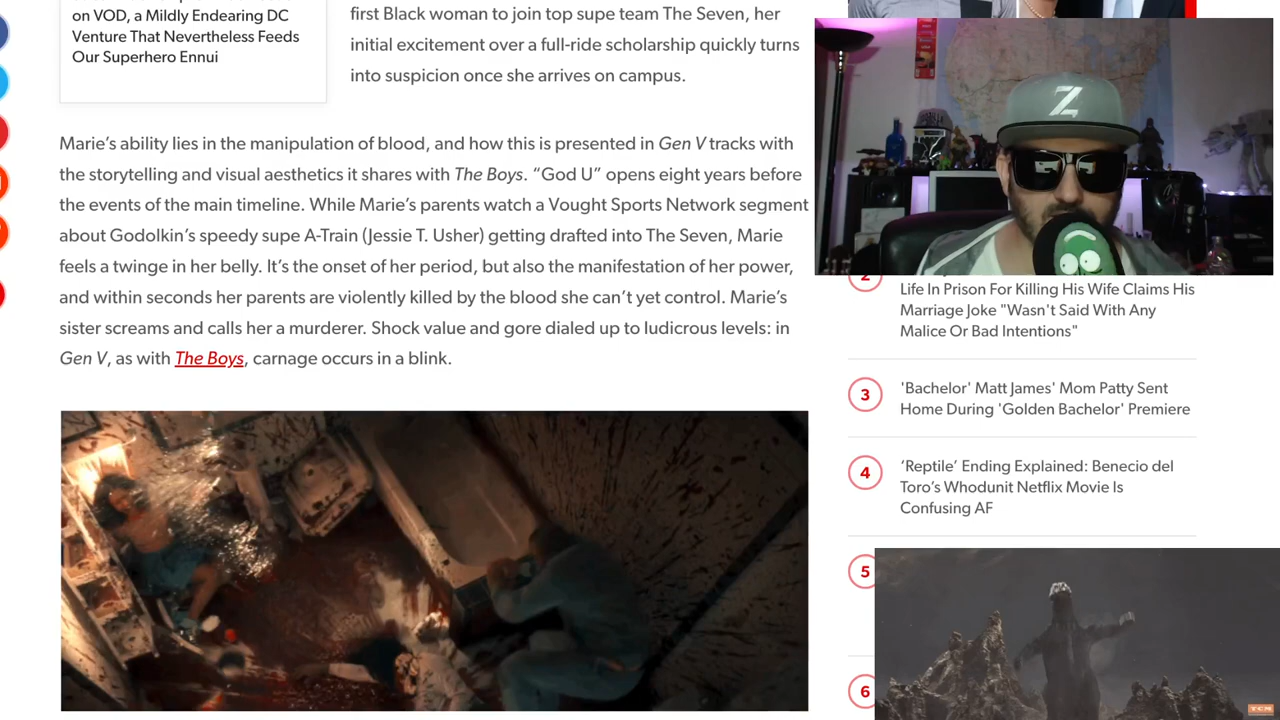 on VOD, a Mildly Endearing DC
Venture That Nevertheless Feeds
Our Superhero Ennui
first Black woman to join top supe team The Seven, her
initial excitement over a full-ride scholarship quickly turns
into suspicion once she arrives on campus.
Marie’s ability lies in the manipulation of blood, and how this is presented in Gen V tracks with
the storytelling and visual aesthetics it shares with The Boys. “God U” opens eight years before
the events of the main timeline. While Marie’s parents watch a Vought Sports Network segment
about Godolkin’s speedy supe A-Train (Jessie T. Usher) getting drafted into The Seven, Marie
feels a twinge in her belly. It’s the onset of her period, but also the manifestation of her power,
and within seconds her parents are violently killed by the blood she can’t yet control. Marie’s
sister screams and calls her a murderer. Shock value and gore dialed up to ludicrous levels: in
Gen V, as with The Boys, carnage occurs in a blink.
Z
2
Life In Prison For Killing His Wife Claims His
Marriage Joke "Wasn't Said With Any
Malice Or Bad Intentions"
3
'Bachelor' Matt James' Mom Patty Sent
Home During 'Golden Bachelor' Premiere
4
‘Reptile’ Ending Explained: Benecio del
Toro’s Whodunit Netflix Movie Is
Confusing AF
5
6
TCM